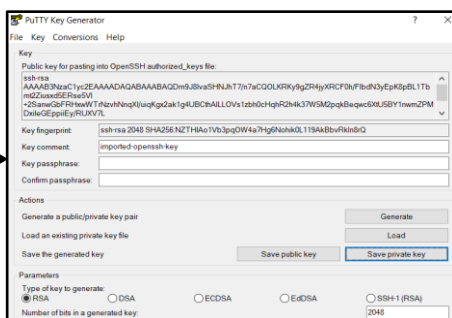 PuTTY Key Generator
File Key Conversions Help
Key
Public key for pasting into OpenSSH authorized_keys file:
ssh-rsa
Key fingerprint: ssh-rsa 2048
Key comment: imported-openssh-key
Key passphrase:
Confirm passphrase:
Actions
Generate a public/private key pair Generate
Load an existing private key file Load
Save the generated key Save public key Save private key
Parameters
Type of key to generate:
RSA DSA ECDSA EdDSA SSH-1 (RSA)
Number of bits in a generated key: 2048